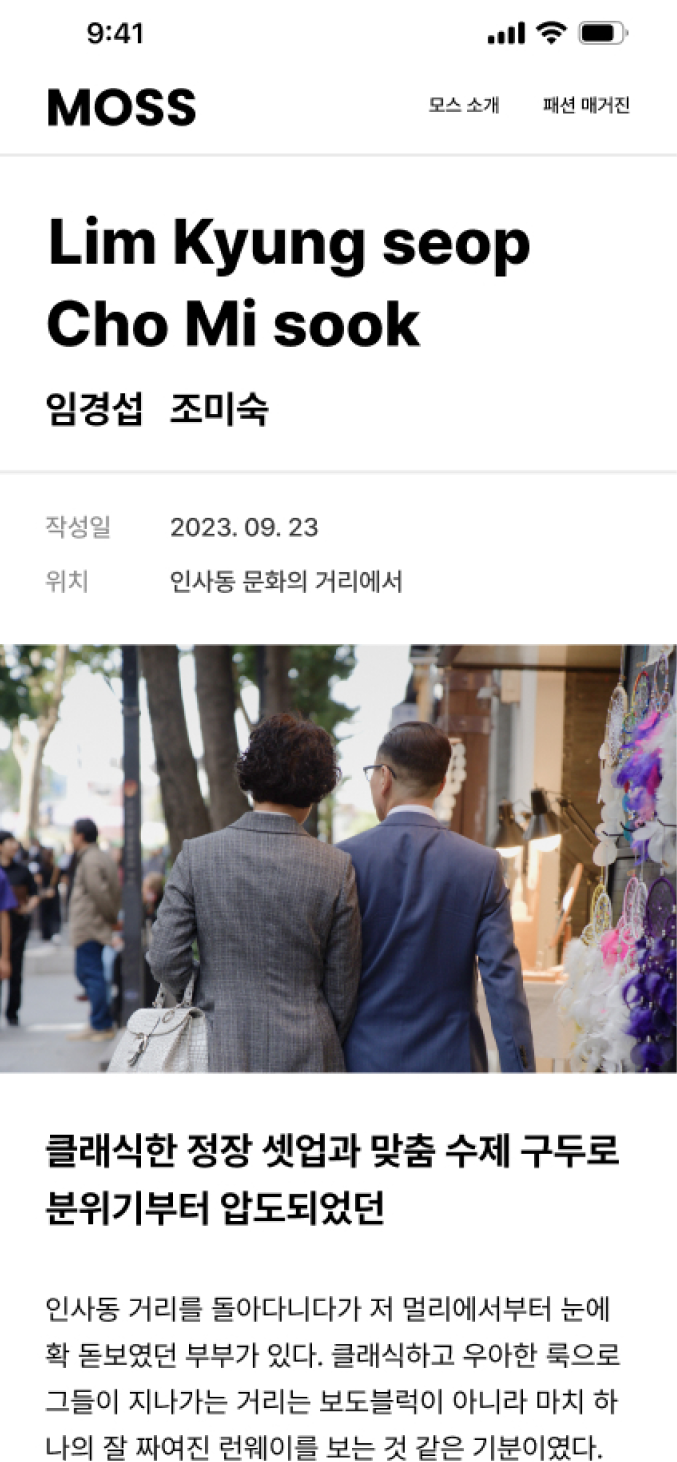 9:41
MOSS
모스 소개 패션 매거진
Lim Kyung seop
Cho Mi sook
임경섭 조미숙
작성일 2023. 09. 23
위치 인사동 문화의 거리에서
클래식한 정장 셋업과 맞춤 수제 구두로
분위기부터 압도되었던
인사동 거리를 돌아다니다가 저 멀리에서부터 눈에
확 돋보였던 부부가 있다. 클래식하고 우아한 룩으로
그들이 지나가는 거리는 보도블럭이 아니라 마치 하
나의 잘 짜여진 런웨이를 보는 것 같은 기분이였다.